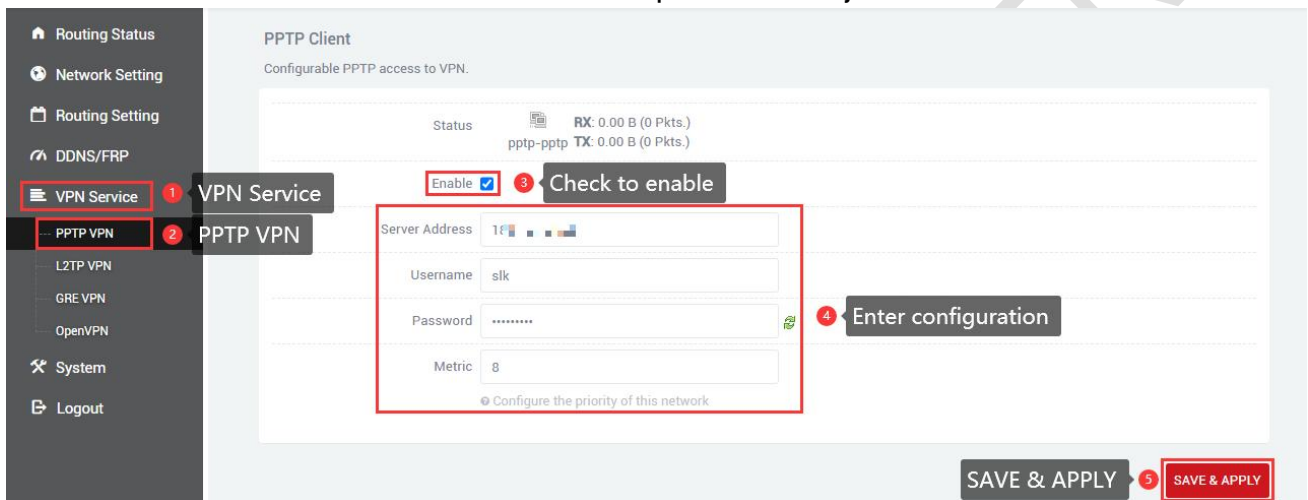 Routing Status
Network Setting
Routing Setting
DDNS/FRP
VPN Service
1
VPN Service
PPTP VPN
2
PPTP VPN
L2TP VPN
GRE VPN
OpenVPN
System
Logout
PPTP Client
Configurable PPTP access to VPN.
Status
RX: 0.00 B (0 Pkts.)
pptp-pptp TX: 0.00 B (0 Pkts.)
Enable
3
Check to enable
Server Address
Username slk
Password •••••••••
4
Enter configuration
Metric 8
Configure the priority of this network
SAVE & APPLY
5
SAVE & APPLY